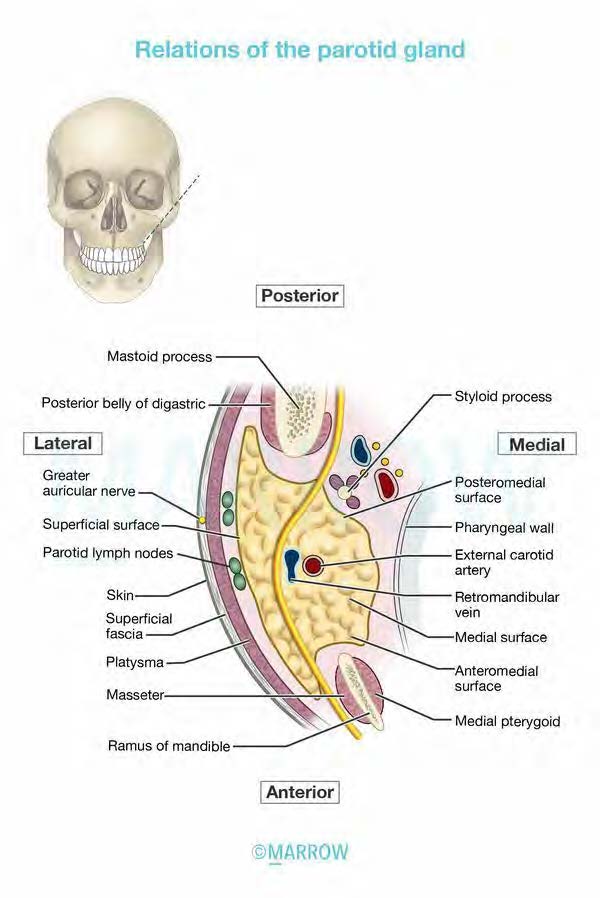 Relations of the parotid gland
Posterior
Mastoid process
Posterior belly of digastric
Styloid process
Lateral
Medial
Greater
auricular nerve
Posteromedial
surface
Superficial surface
Pharyngeal wall
Parotid lymph nodes
External carotid
artery
Skin
Retromandibular
vein
Superficial
fascia
Medial surface
Platysma
Anteromedial
surface
Masseter
Medial pterygoid
Ramus of mandible
Anterior
©MARROW